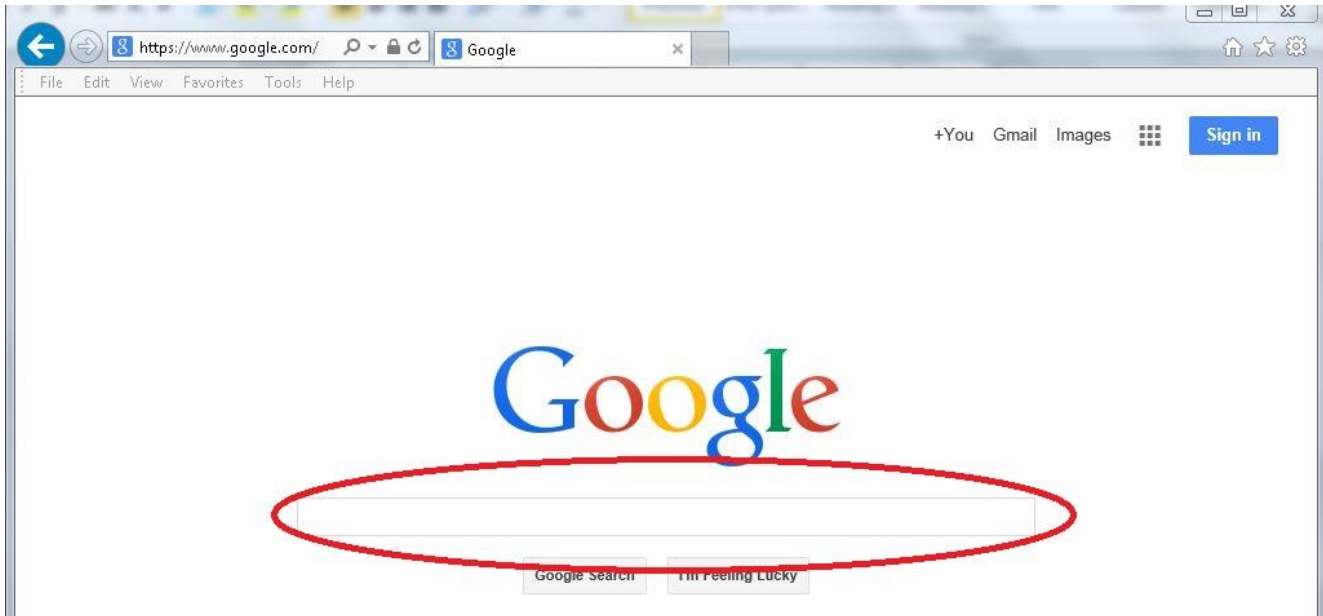 https://www.google.com/ Google
File Edit View Favorites Tools Help
+You Gmail Images Sign in
Google
Google Search I'm Feeling Lucky